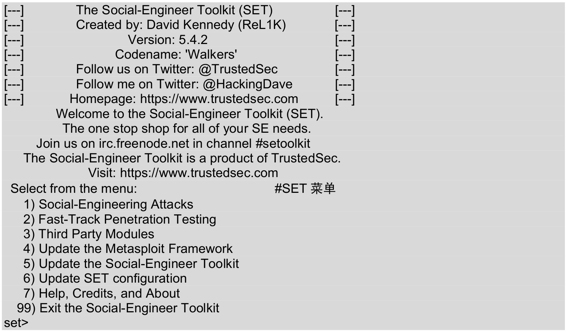 [---] The Social-Engineer Toolkit (SET) [---]
[---] Created by: David Kennedy (ReL1K) [---]
[---] Version: 5.4.2 [---]
[---] Codename: 'Walkers' [---]
[---] Follow us on Twitter: @TrustedSec [---]
[---] Follow me on Twitter: @HackingDave [---]
[---] Homepage: https://www.trustedsec.com [---]
Welcome to the Social-Engineer Toolkit (SET).
The one stop shop for all of your SE needs.
Join us on irc.freenode.net in channel #setoolkit
The Social-Engineer Toolkit is a product of TrustedSec.
Visit: https://www.trustedsec.com
Select from the menu: #SET 菜单
1) Social-Engineering Attacks
2) Fast-Track Penetration Testing
3) Third Party Modules
4) Update the Metasploit Framework
5) Update the Social-Engineer Toolkit
6) Update SET configuration
7) Help, Credits, and About
99) Exit the Social-Engineer Toolkit
set>